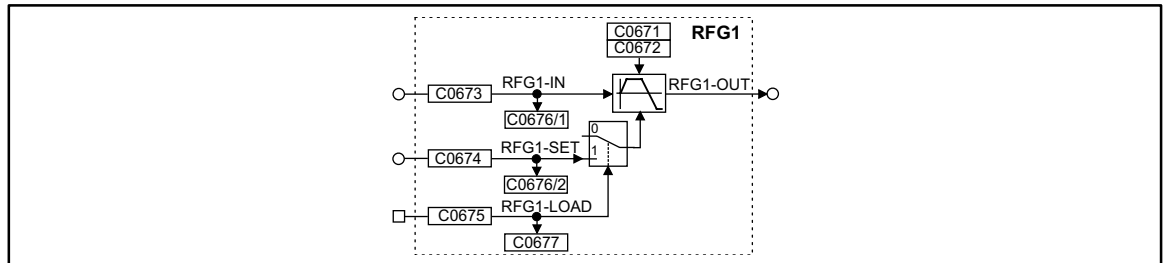 C0671 RFG1
C0672
RFG1-IN RFG1-OUT
C0673
C0676/1
0
RFG1-SET 1
C0674
C0676/2
RFG1-LOAD
C0675
C0677